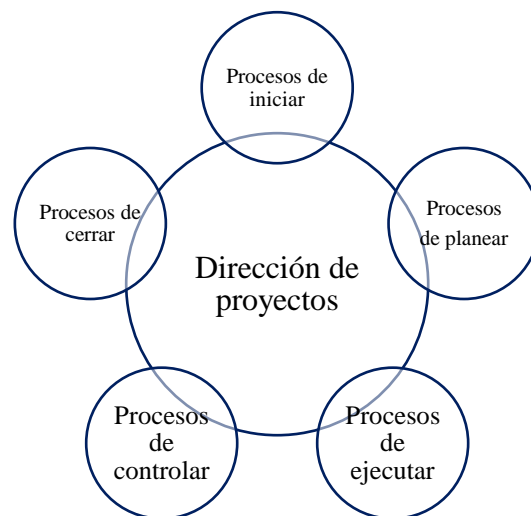 Procesos de
iniciar
Procesos
de planear
Procesos
de
ejecutar
Procesos
de
controlar
Procesos de
cerrar
Dirección de
proyectos